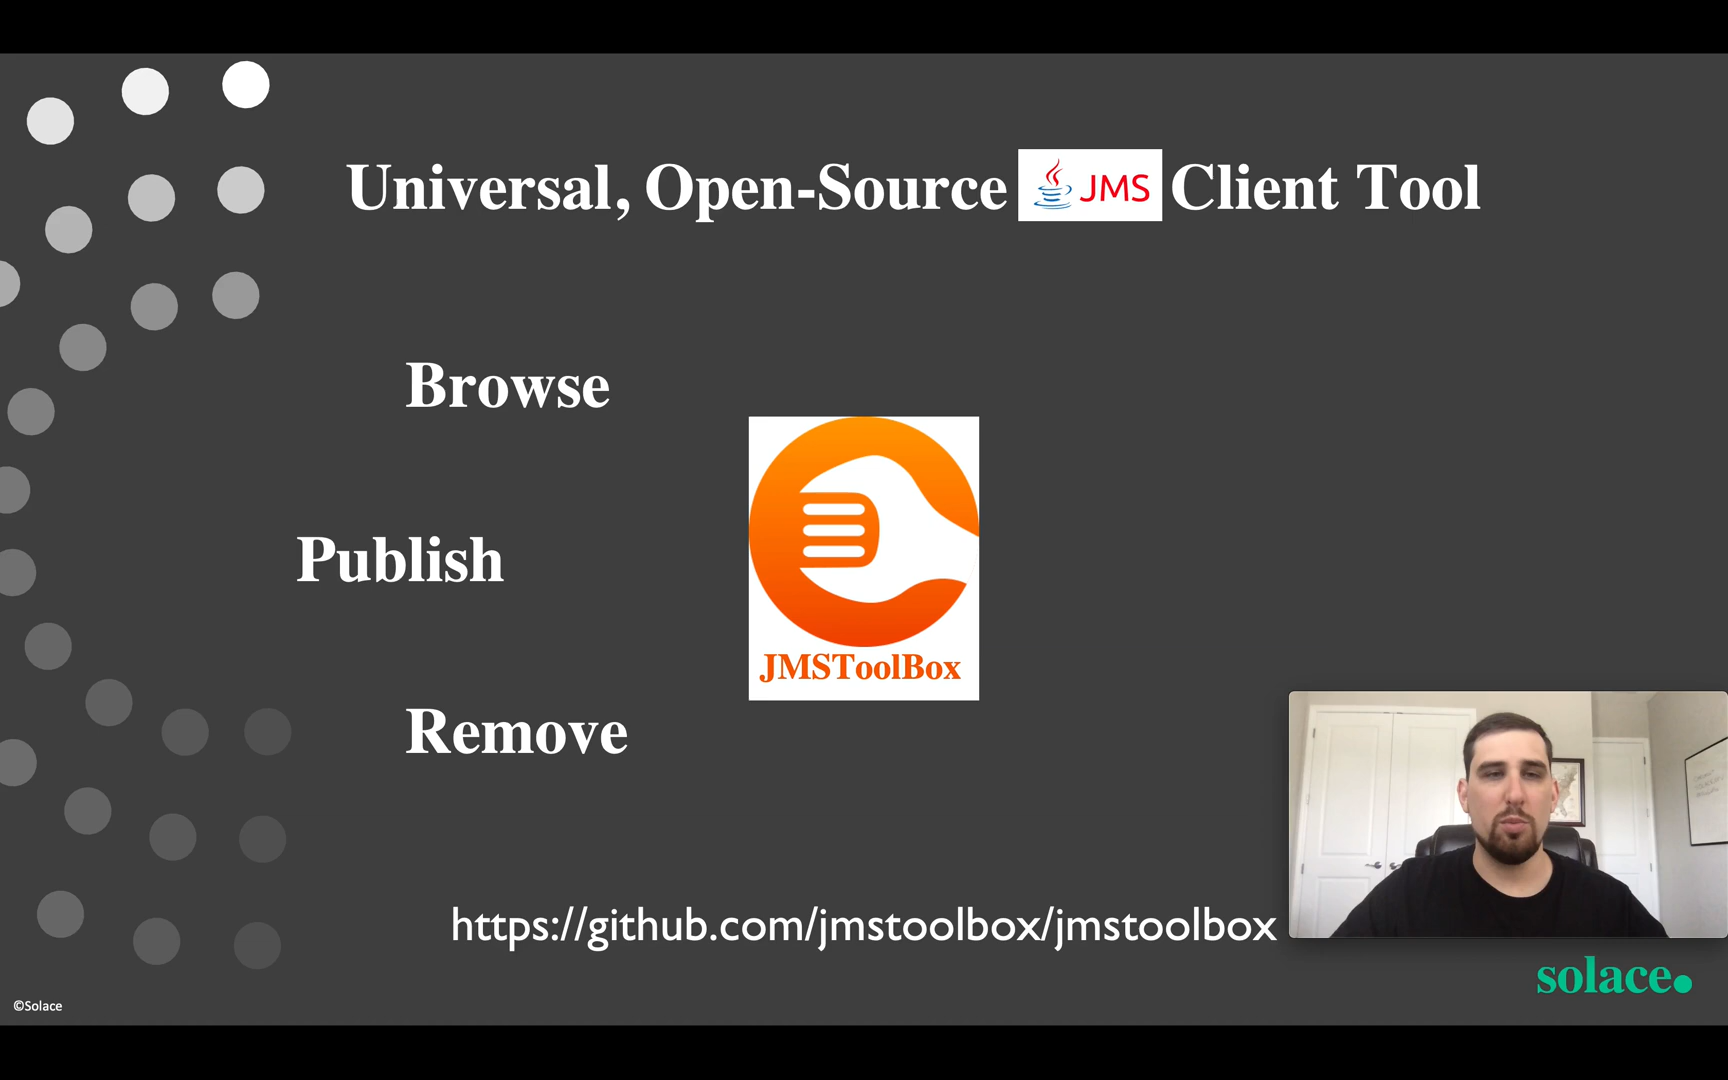 Universal, Open-Source JMS Client Tool
Browse
Publish
JMSToolBox
Remove
https://github.com/jmstoolbox/jmstoolbox
solace.
©Solace